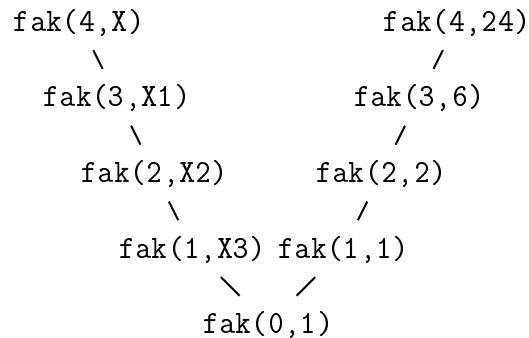 fak(4,X) fak(4,24)
fak(3,X1) fak(3,6)
fak(2,X2) fak(2,2)
fak(1,X3) fak(1,1)
fak(0,1)